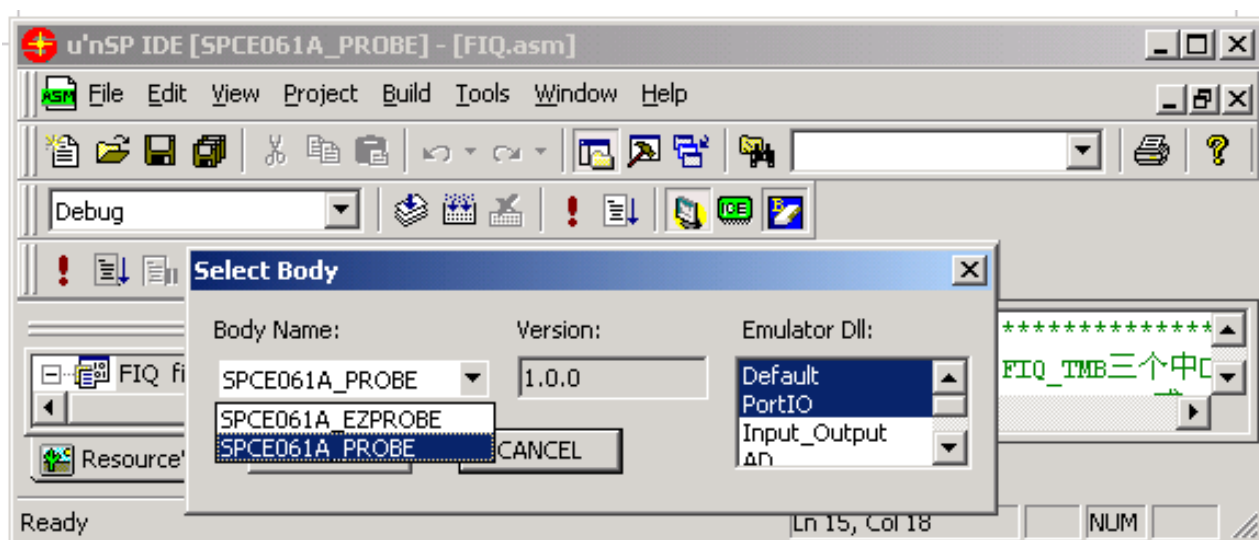 u'nSP IDE [SPCE061A_PROBE] - [FIQ.asm]
File Edit View Project Build Tools Window Help
Debug
Select Body
Body Name: Version: Emulator Dll:
SPCE061A_PROBE 1.0.0 Default
PortIO
Input_Output
AD
SPCE061A_EZPROBE
SPCE061A_PROBE
CANCEL
FIQ fi
***************
FIQ_TMB三个中
Resource'
Ready Ln 15, Col 18 NUM